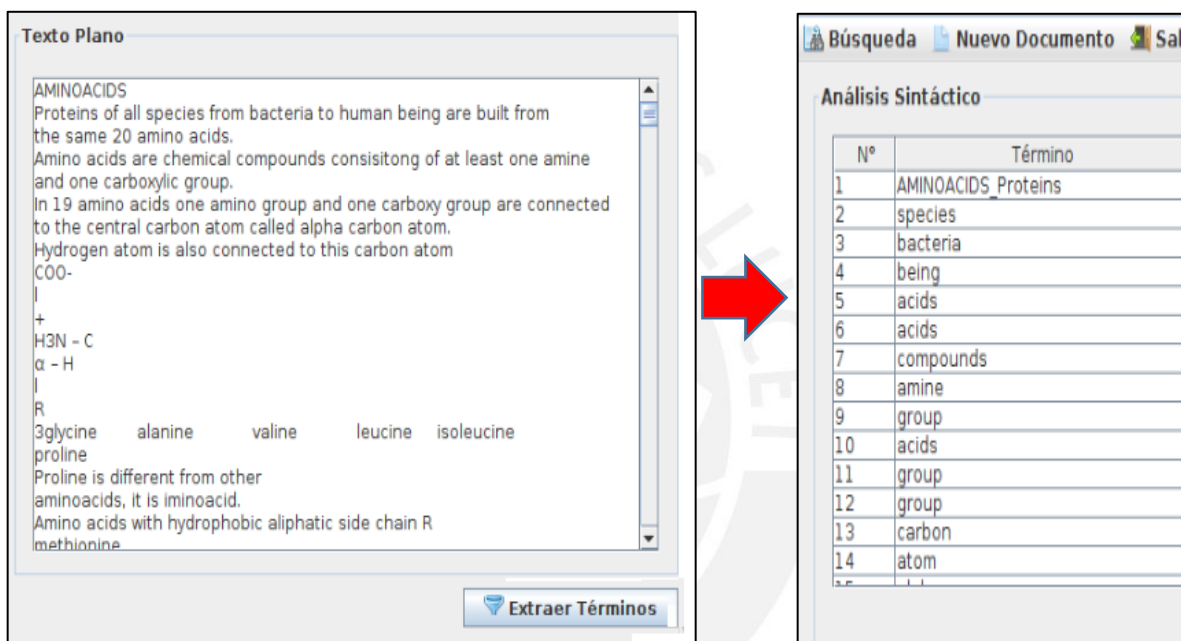 Texto Plano
AMINOACIDS
Proteins of all species from bacteria to human being are built from
the same 20 amino acids.
Amino acids are chemical compounds consisitong of at least one amine
and one carboxylic group.
In 19 amino acids one amino group and one carboxy group are connected
to the central carbon atom called alpha carbon atom.
Hydrogen atom is also connected to this carbon atom
COO-
l
+
H3N – C
α – H
l
R
3glycine alanine valine leucine isoleucine
proline
Proline is different from other
aminoacids, it is iminoacid.
Amino acids with hydrophobic aliphatic side chain R
methionine
Extraer Términos
Búsqueda Nuevo Documento Sal
Análisis Sintáctico
Nº Término
1 AMINOACIDS_Proteins
2 species
3 bacteria
4 being
5 acids
6 acids
7 compounds
8 amine
9 group
10 acids
11 group
12 group
13 carbon
14 atom